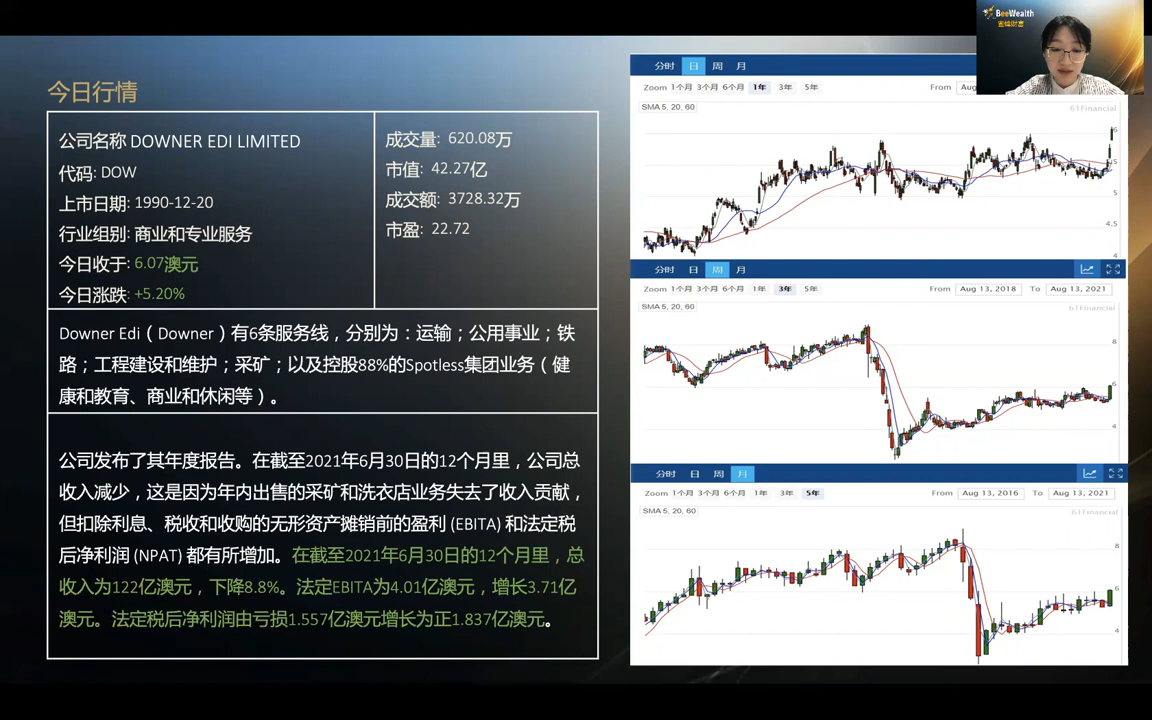 BeeWealth
蜜蜂财富
今日行情
公司名称 DOWNER EDI LIMITED
代码: DOW
上市日期: 1990-12-20
行业组别: 商业和专业服务
今日收于: 6.07澳元
今日涨跌: +5.20%
成交量: 620.08万
市值: 42.27亿
成交额: 3728.32万
市盈: 22.72
Downer Edi（Downer）有6条服务线，分别为：运输；公用事业；铁
路；工程建设和维护；采矿；以及控股88%的Spotless集团业务（健
康和教育、商业和休闲等）。
公司发布了其年度报告。在截至2021年6月30日的12个月里，公司总
收入减少，这是因为年内出售的采矿和洗衣店业务失去了收入贡献，
但扣除利息、税收和收购的无形资产摊销前的盈利 (EBITA) 和法定税
后净利润 (NPAT) 都有所增加。在截至2021年6月30日的12个月里，总
收入为122亿澳元，下降8.8%。法定EBITA为4.01亿澳元，增长3.71亿
澳元。法定税后净利润由亏损1.557亿澳元增长为正1.837亿澳元。
分时 日 周 月
Zoom 1个月 3个月 6个月 1年 3年 5年 From Aug
SMA 5, 20, 60
61Financial
6
5.5
5
4.5
4
分时 日 周 月
Zoom 1个月 3个月 6个月 1年 3年 5年 From Aug 13, 2018 To Aug 13, 2021
SMA 5, 20, 60
61Financial
8
6
4
分时 日 周 月
Zoom 1个月 3个月 6个月 1年 3年 5年 From Aug 13, 2016 To Aug 13, 2021
SMA 5, 20, 60
61Financial
8
6
4